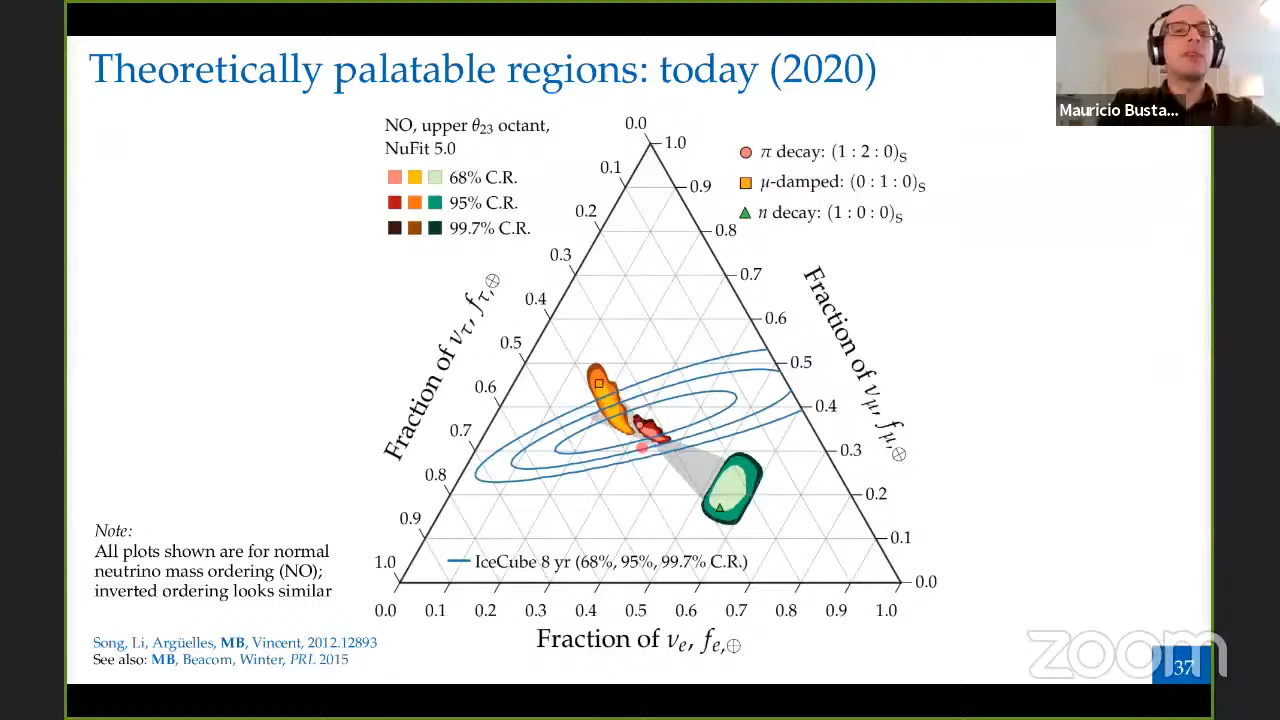 Theoretically palatable regions: today (2020)
Mauricio Busta...
NO, upper θ23 octant,
NuFit 5.0
68% C.R.
95% C.R.
99.7% C.R.
π decay: (1 : 2 : 0)S
μ-damped: (0 : 1 : 0)S
n decay: (1 : 0 : 0)S
Fraction of ντ, fτ,⊕
0.0
0.1
0.2
0.3
0.4
0.5
0.6
0.7
0.8
0.9
1.0
Fraction of νμ, fμ,⊕
1.0
0.9
0.8
0.7
0.6
0.5
0.4
0.3
0.2
0.1
0.0
IceCube 8 yr (68%, 95%, 99.7% C.R.)
0.0 0.1 0.2 0.3 0.4 0.5 0.6 0.7 0.8 0.9 1.0
Fraction of νe, fe,⊕
Note:
All plots shown are for normal
neutrino mass ordering (NO);
inverted ordering looks similar
Song, Li, Argüelles, MB, Vincent, 2012.12893
See also: MB, Beacom, Winter, PRL 2015
zoom
37